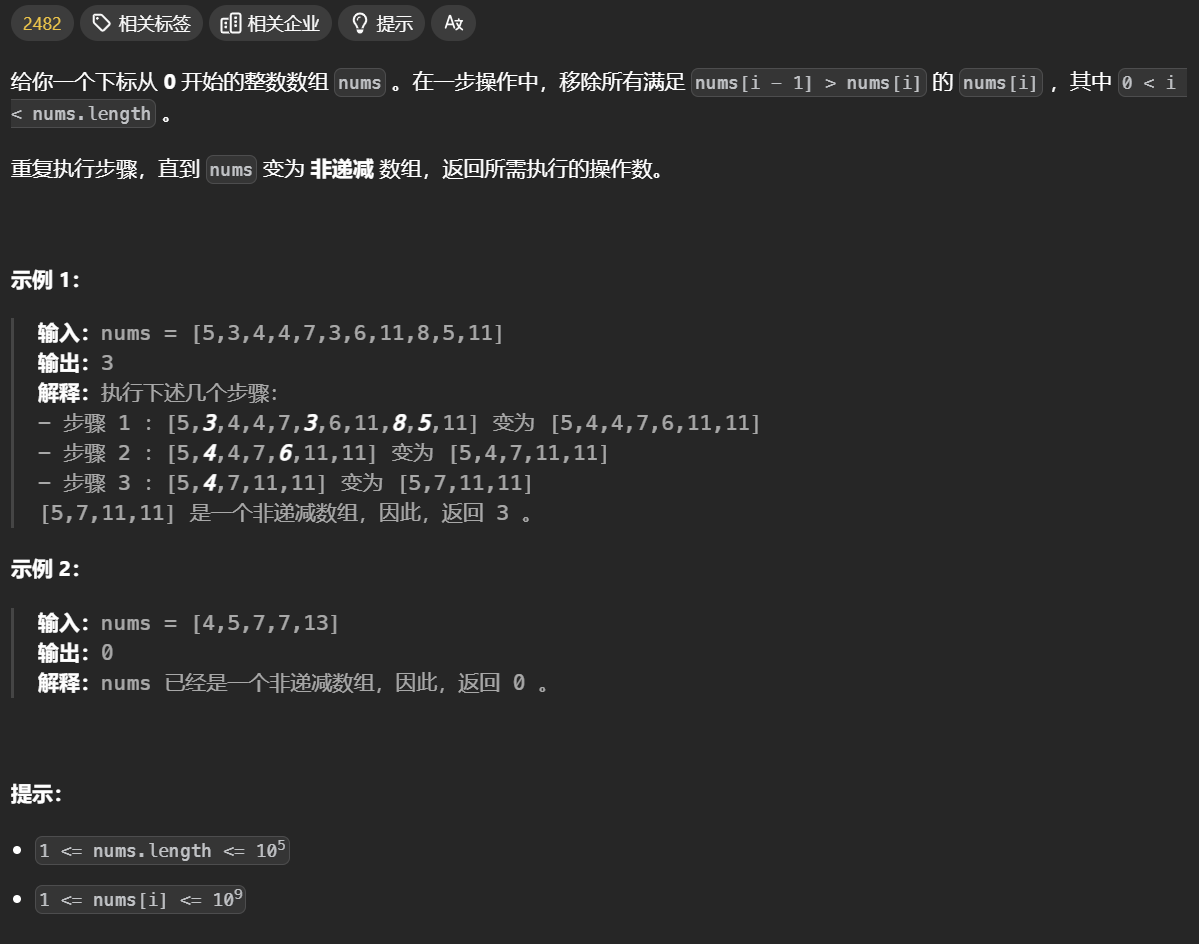 2482 相关标签 相关企业 提示 Aż
给你一个下标从 0 开始的整数数组 nums 。在一步操作中，移除所有满足 nums[i - 1] > nums[i] 的 nums[i] ，其中 0 < i
< nums.length 。
重复执行步骤，直到 nums 变为 非递减 数组，返回所需执行的操作数。
示例 1：
输入：nums = [5,3,4,4,7,3,6,11,8,5,11]
输出：3
解释：执行下述几个步骤：
- 步骤 1 : [5,3,4,4,7,3,6,11,8,5,11] 变为 [5,4,4,7,6,11,11]
- 步骤 2 : [5,4,4,7,6,11,11] 变为 [5,4,7,11,11]
- 步骤 3 : [5,4,7,11,11] 变为 [5,7,11,11]
[5,7,11,11] 是一个非递减数组，因此，返回 3 。
示例 2：
输入：nums = [4,5,7,7,13]
输出：0
解释：nums 已经是一个非递减数组，因此，返回 0 。
提示：
• 1 <= nums.length <= 10⁵
• 1 <= nums[i] <= 10⁹